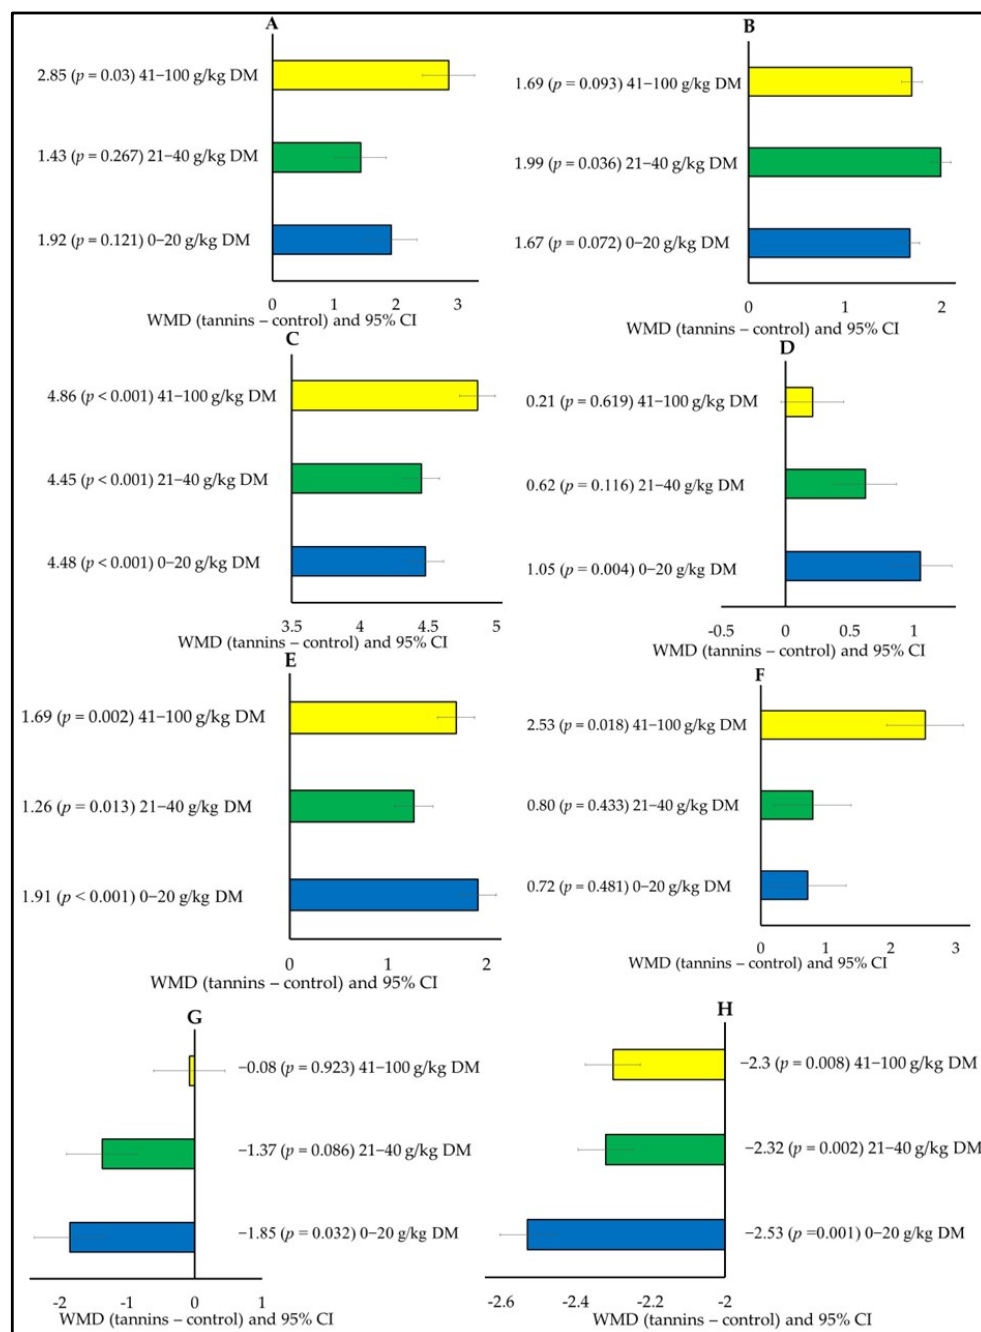 A
2.85 (p = 0.03) 41–100 g/kg DM
1.43 (p = 0.267) 21–40 g/kg DM
1.92 (p = 0.121) 0–20 g/kg DM
0 1 2 3
WMD (tannins – control) and 95% CI
B
1.69 (p = 0.093) 41–100 g/kg DM
1.99 (p = 0.036) 21–40 g/kg DM
1.67 (p = 0.072) 0–20 g/kg DM
0 1 2
WMD (tannins – control) and 95% CI
C
4.86 (p < 0.001) 41–100 g/kg DM
4.45 (p < 0.001) 21–40 g/kg DM
4.48 (p < 0.001) 0–20 g/kg DM
3.5 4 4.5 5
WMD (tannins – control) and 95% CI
D
0.21 (p = 0.619) 41–100 g/kg DM
0.62 (p = 0.116) 21–40 g/kg DM
1.05 (p = 0.004) 0–20 g/kg DM
-0.5 0 0.5 1
WMD (tannins – control) and 95% CI
E
1.69 (p = 0.002) 41–100 g/kg DM
1.26 (p = 0.013) 21–40 g/kg DM
1.91 (p < 0.001) 0–20 g/kg DM
0 1 2
WMD (tannins – control) and 95% CI
F
2.53 (p = 0.018) 41–100 g/kg DM
0.80 (p = 0.433) 21–40 g/kg DM
0.72 (p = 0.481) 0–20 g/kg DM
0 1 2 3
WMD (tannins – control) and 95% CI
G
−0.08 (p = 0.923) 41–100 g/kg DM
−1.37 (p = 0.086) 21–40 g/kg DM
−1.85 (p = 0.032) 0–20 g/kg DM
-2 -1 0 1
WMD (tannins – control) and 95% CI
H
−2.3 (p = 0.008) 41–100 g/kg DM
−2.32 (p = 0.002) 21–40 g/kg DM
−2.53 (p =0.001) 0–20 g/kg DM
-2.6 -2.4 -2.2 -2
WMD (tannins – control) and 95% CI